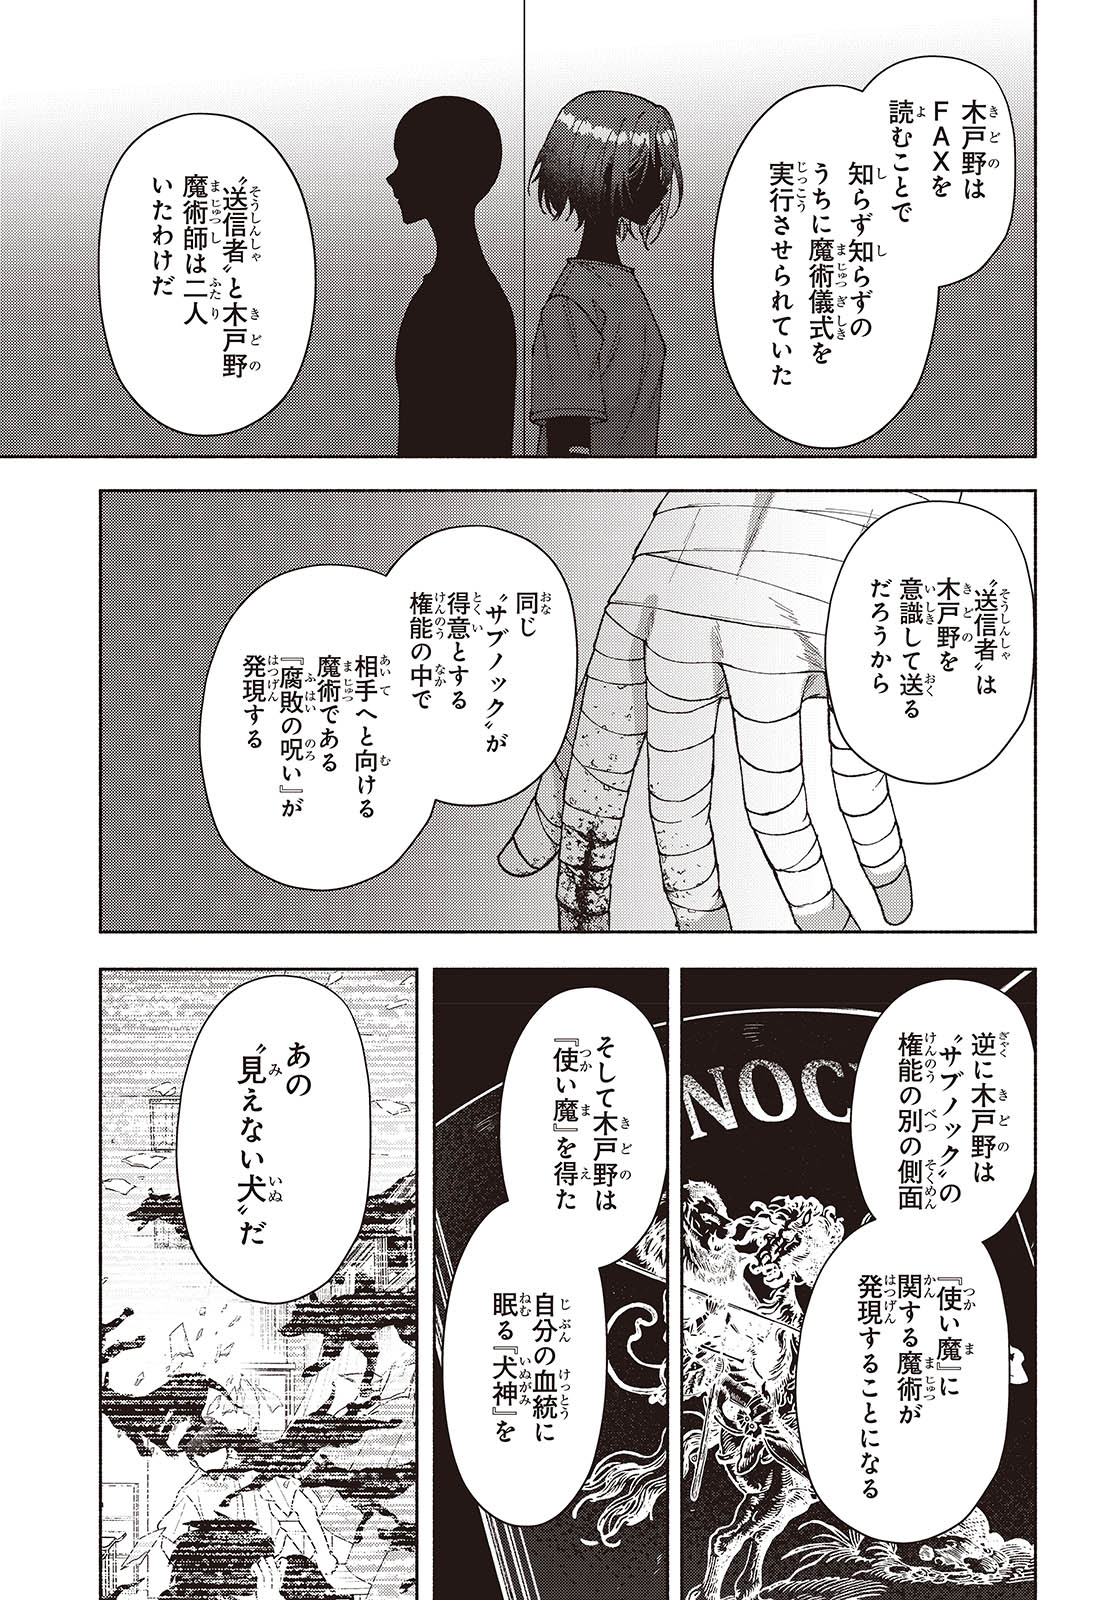 木戸野は
FAXを
読むことで
知らず知らずの
うちに魔術儀式を
実行させられていた
〝送信者〟と木戸野
魔術師は二人
いたわけだ
〝送信者〟は
木戸野を
意識して送る
だろうから
同じ
〝サブノック〟が
得意とする
権能の中で
相手へと向ける
魔術である
『腐敗の呪い』が
発現する
逆に木戸野は
〝サブノック〟の
権能の別の側面
『使い魔』に
関する魔術が
発現することになる
NOC
そして木戸野は
『使い魔』を得た
自分の血統に
眠る『犬神』を
あの
〝見えない犬〟だ